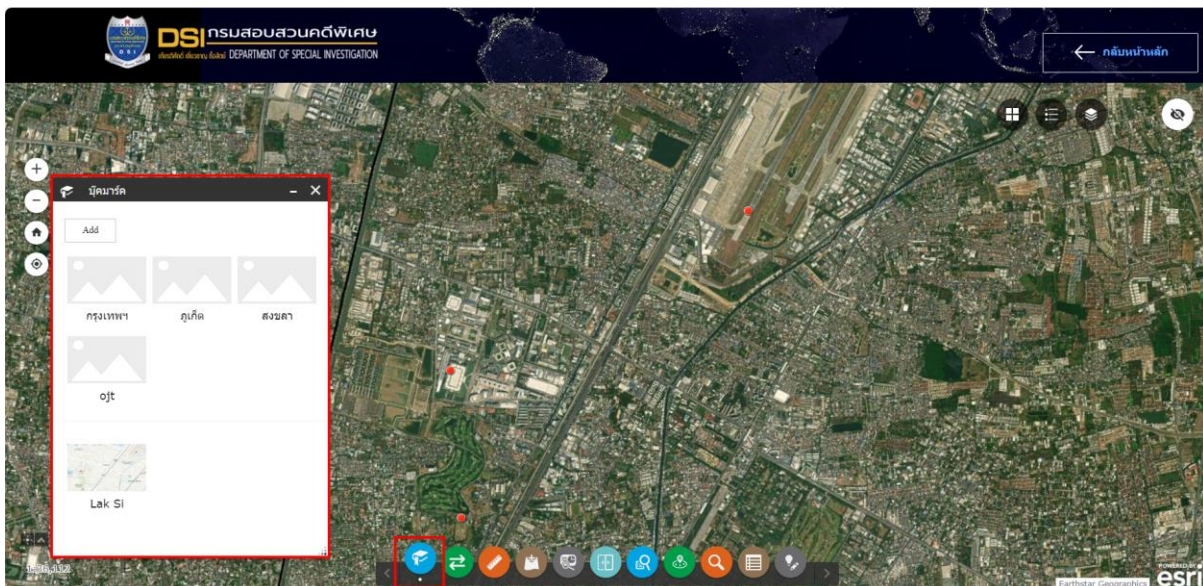 DSI กรมสอบสวนคดีพิเศษ
DEPARTMENT OF SPECIAL INVESTIGATION
กลับหน้าหลัก
บุ๊คมาร์ค
Add
กรุงเทพฯ
ภูเก็ต
สงขลา
ojt
Lak Si
Earthstar Geographics
POWERED BY
esri